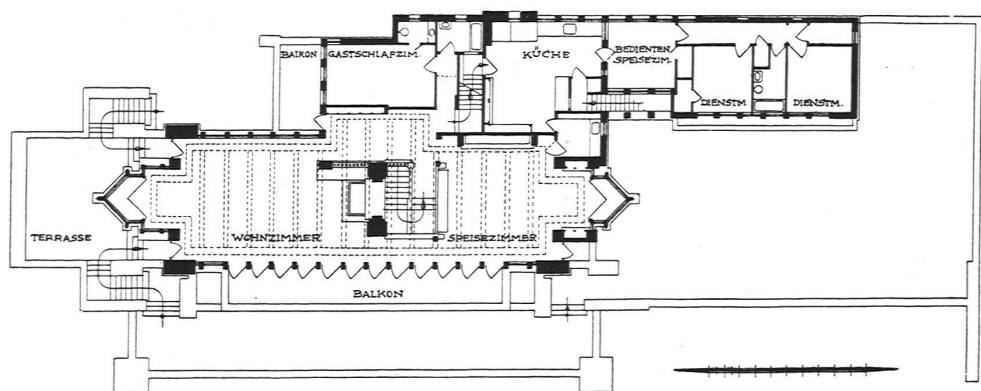 BALKON
GASTSCHLAFZIM.
KÜCHE
BEDIENTEN
SPEISEZIM.
DIENSTM.
DIENSTM.
TERRASSE
WOHNZIMMER
SPEISEZIMMER
BALKON